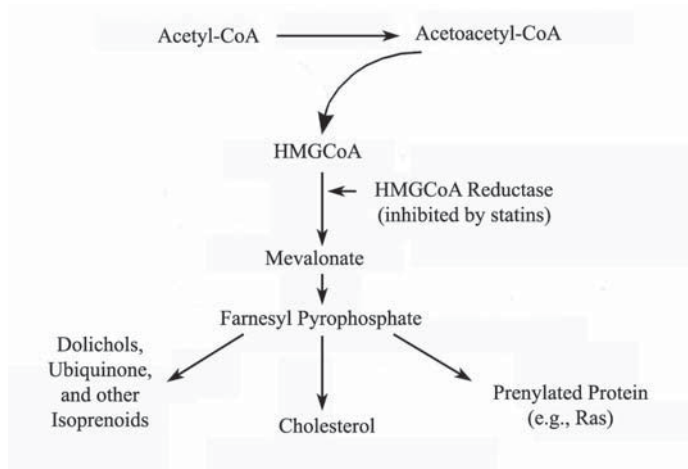 Acetyl-CoA
Acetoacetyl-CoA
HMGCoA
HMGCoA Reductase
(inhibited by statins)
Mevalonate
Farnesyl Pyrophosphate
Dolichols,
Ubiquinone,
and other
Isoprenoids
Cholesterol
Prenylated Protein
(e.g., Ras)